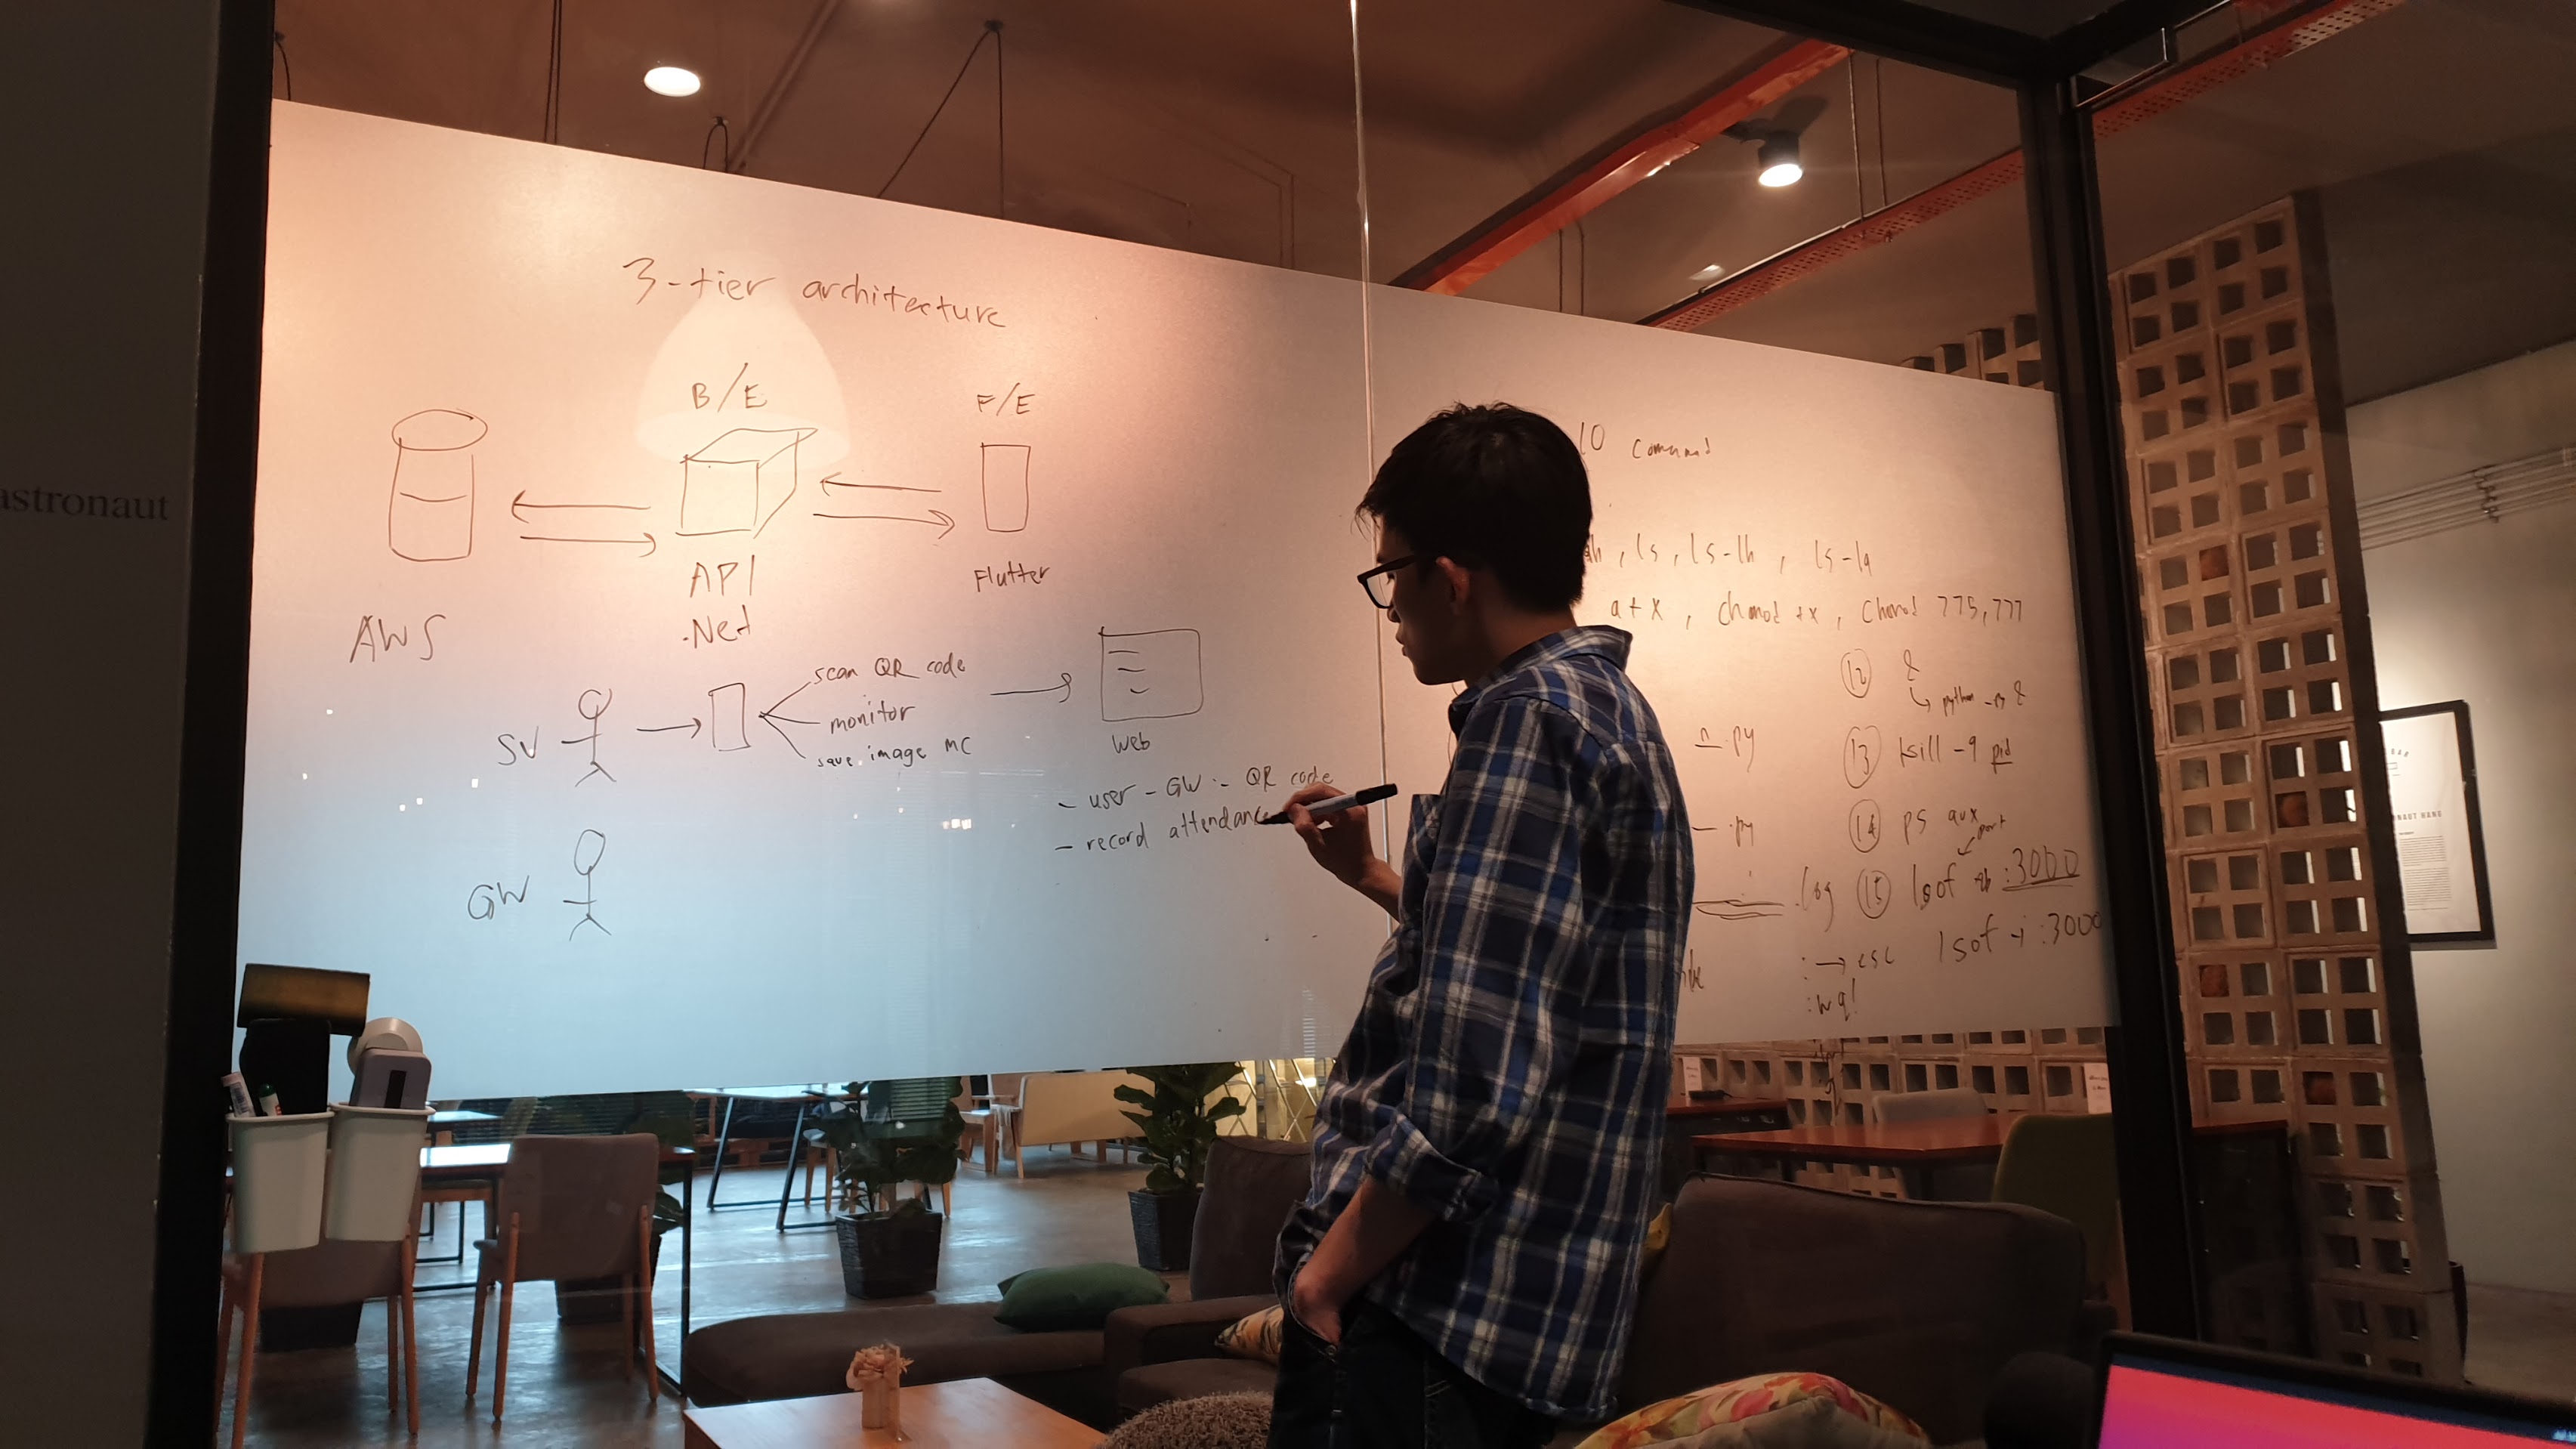 astronaut
3-tier architecture
B/E
F/E
API
.Net
Flutter
AWS
scan QR code
monitor
save image MC
SV
Web
- user - GW - QR code
- record attendance
GW
10 command
, ls, ls-lh, ls-la
a+x, chmod +x, chmod 775, 777
12 &
python -py &
.py
13 kill -9 pid
.py
14 ps aux
port
.log 15 lsof :3000
: → esc lsof -i :3000
:wq!